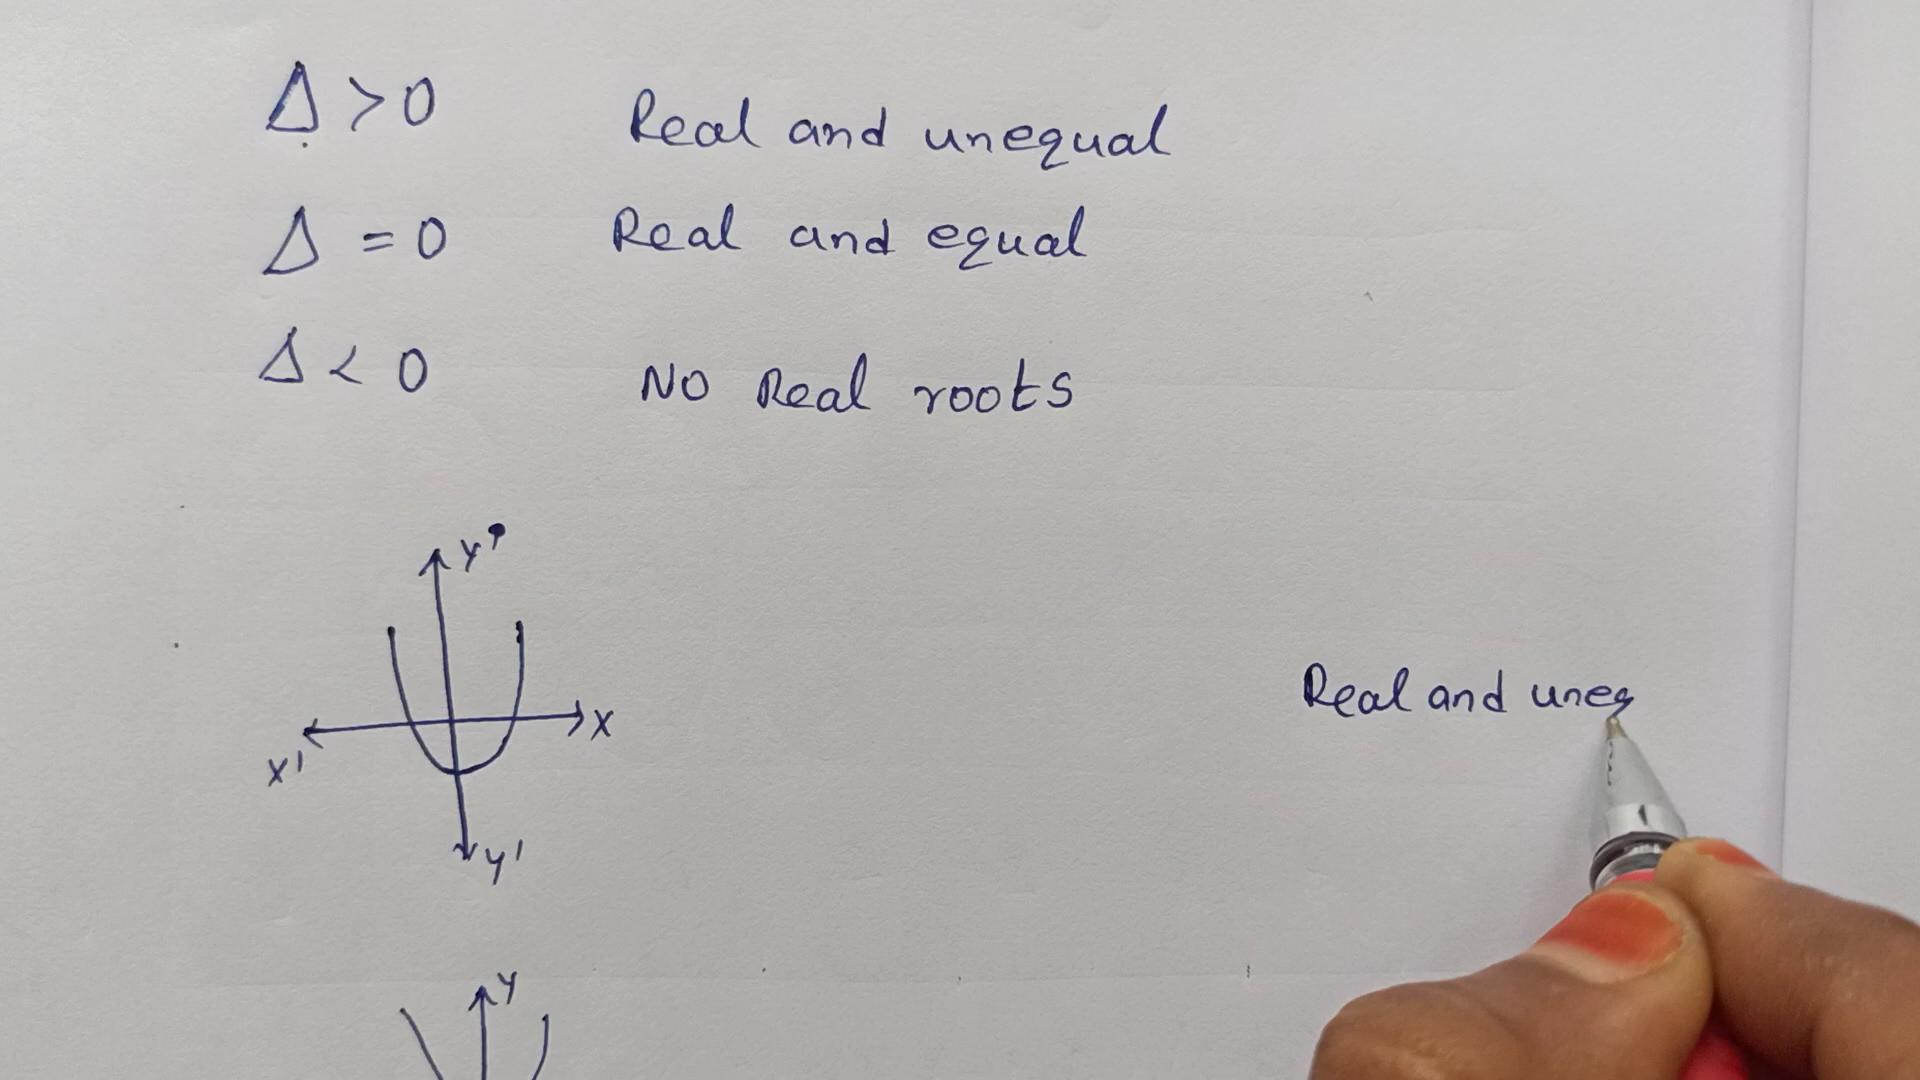 Δ > 0 Real and unequal
Δ = 0 Real and equal
Δ < 0 NO Real roots
Y
X
X'
Y'
Real and uneq
Y